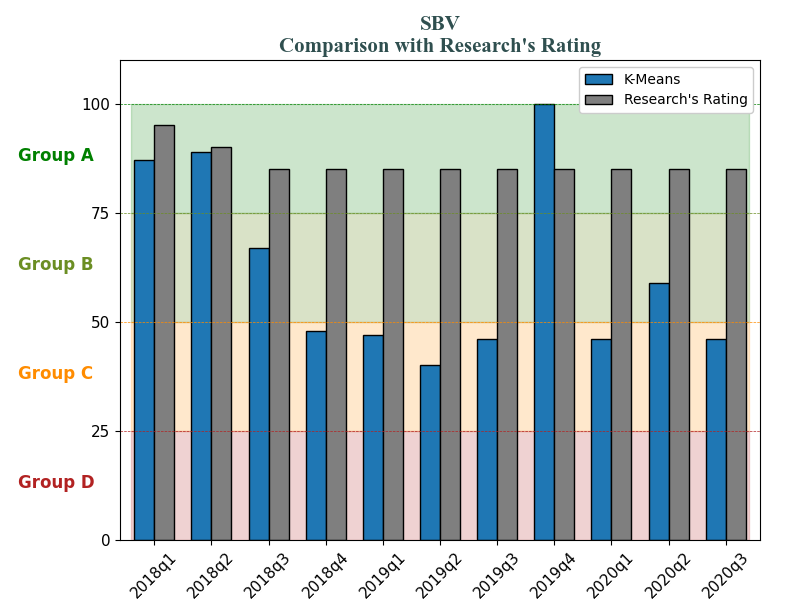 SBV
Comparison with Research's Rating
K-Means
Research's Rating
100
Group A
75
Group B
50
Group C
25
Group D
0
2018q1
2018q2
2018q3
2018q4
2019q1
2019q2
2019q3
2019q4
2020q1
2020q2
2020q3